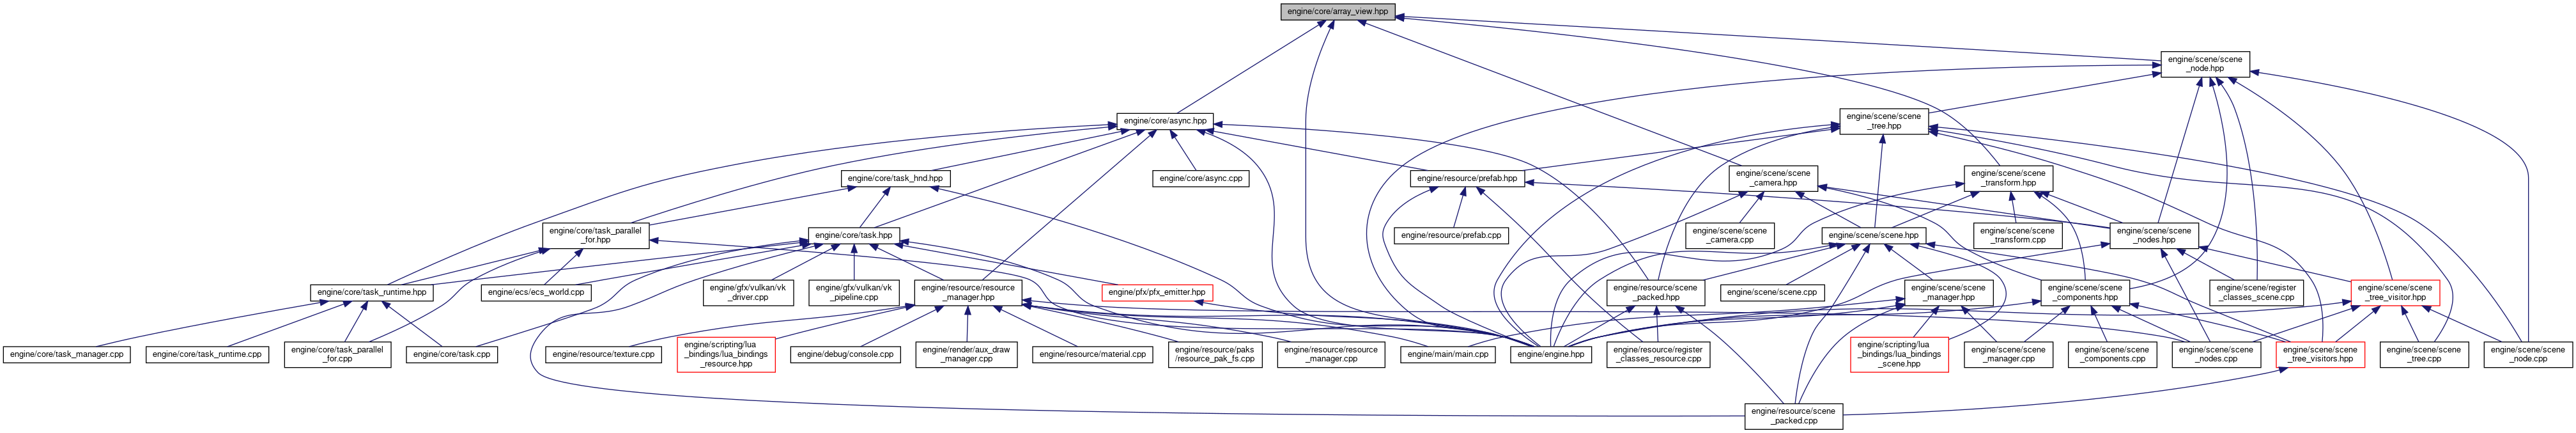 engine/core/array_view.hpp
engine/scene/scene
_node.hpp
engine/core/async.hpp
engine/scene/scene
_tree.hpp
engine/core/task_hnd.hpp
engine/core/async.cpp
engine/resource/prefab.hpp
engine/scene/scene
_camera.hpp
engine/scene/scene
_transform.hpp
engine/core/task_parallel
_for.hpp
engine/core/task.hpp
engine/resource/prefab.cpp
engine/scene/scene
_camera.cpp
engine/scene/scene.hpp
engine/scene/scene
_transform.cpp
engine/scene/scene
_nodes.hpp
engine/core/task_runtime.hpp
engine/ecs/ecs_world.cpp
engine/gfx/vulkan/vk
_driver.cpp
engine/gfx/vulkan/vk
_pipeline.cpp
engine/resource/resource
_manager.hpp
engine/pfx/pfx_emitter.hpp
engine/resource/scene
_packed.hpp
engine/scene/scene.cpp
engine/scene/scene
_manager.hpp
engine/scene/scene
_components.hpp
engine/scene/register
_classes_scene.cpp
engine/scene/scene
_tree_visitor.hpp
engine/core/task_manager.cpp
engine/core/task_runtime.cpp
engine/core/task_parallel
_for.cpp
engine/core/task.cpp
engine/resource/texture.cpp
engine/scripting/lua
_bindings/lua_bindings
_resource.hpp
engine/debug/console.cpp
engine/render/aux_draw
_manager.cpp
engine/resource/material.cpp
engine/resource/paks
/resource_pak_fs.cpp
engine/resource/resource
_manager.cpp
engine/main/main.cpp
engine/engine.hpp
engine/resource/register
_classes_resource.cpp
engine/scripting/lua
_bindings/lua_bindings
_scene.hpp
engine/scene/scene
_manager.cpp
engine/scene/scene
_components.cpp
engine/scene/scene
_nodes.cpp
engine/scene/scene
_tree_visitors.hpp
engine/scene/scene
_tree.cpp
engine/scene/scene
_node.cpp
engine/resource/scene
_packed.cpp